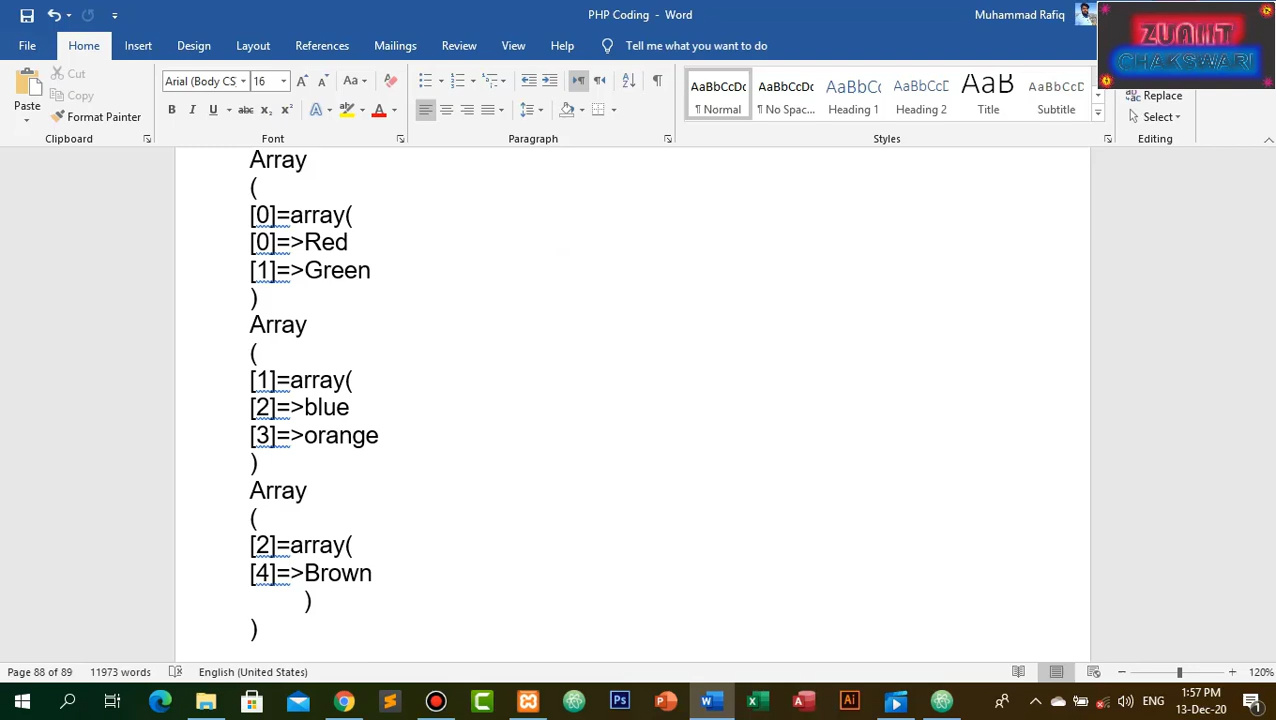 PHP Coding - Word
Muhammad Rafiq
ZUAIIT
CHAKSWARI
File Home Insert Design Layout References Mailings Review View Help Tell me what you want to do
Paste
Cut
Copy
Format Painter
Clipboard
Arial (Body CS) 16
Font
Paragraph
AaBbCcDc ¶ Normal
AaBbCcDc ¶ No Spac...
AaBbCc Heading 1
AaBbCcD Heading 2
AaB Title
AaBbCcD Subtitle
Styles
Replace
Select
Editing
Array
(
[0]=array(
[0]=>Red
[1]=>Green
)
Array
(
[1]=array(
[2]=>blue
[3]=>orange
)
Array
(
[2]=array(
[4]=>Brown
)
)
Page 88 of 89 11973 words English (United States) 120%
ENG
1:57 PM
13-Dec-20